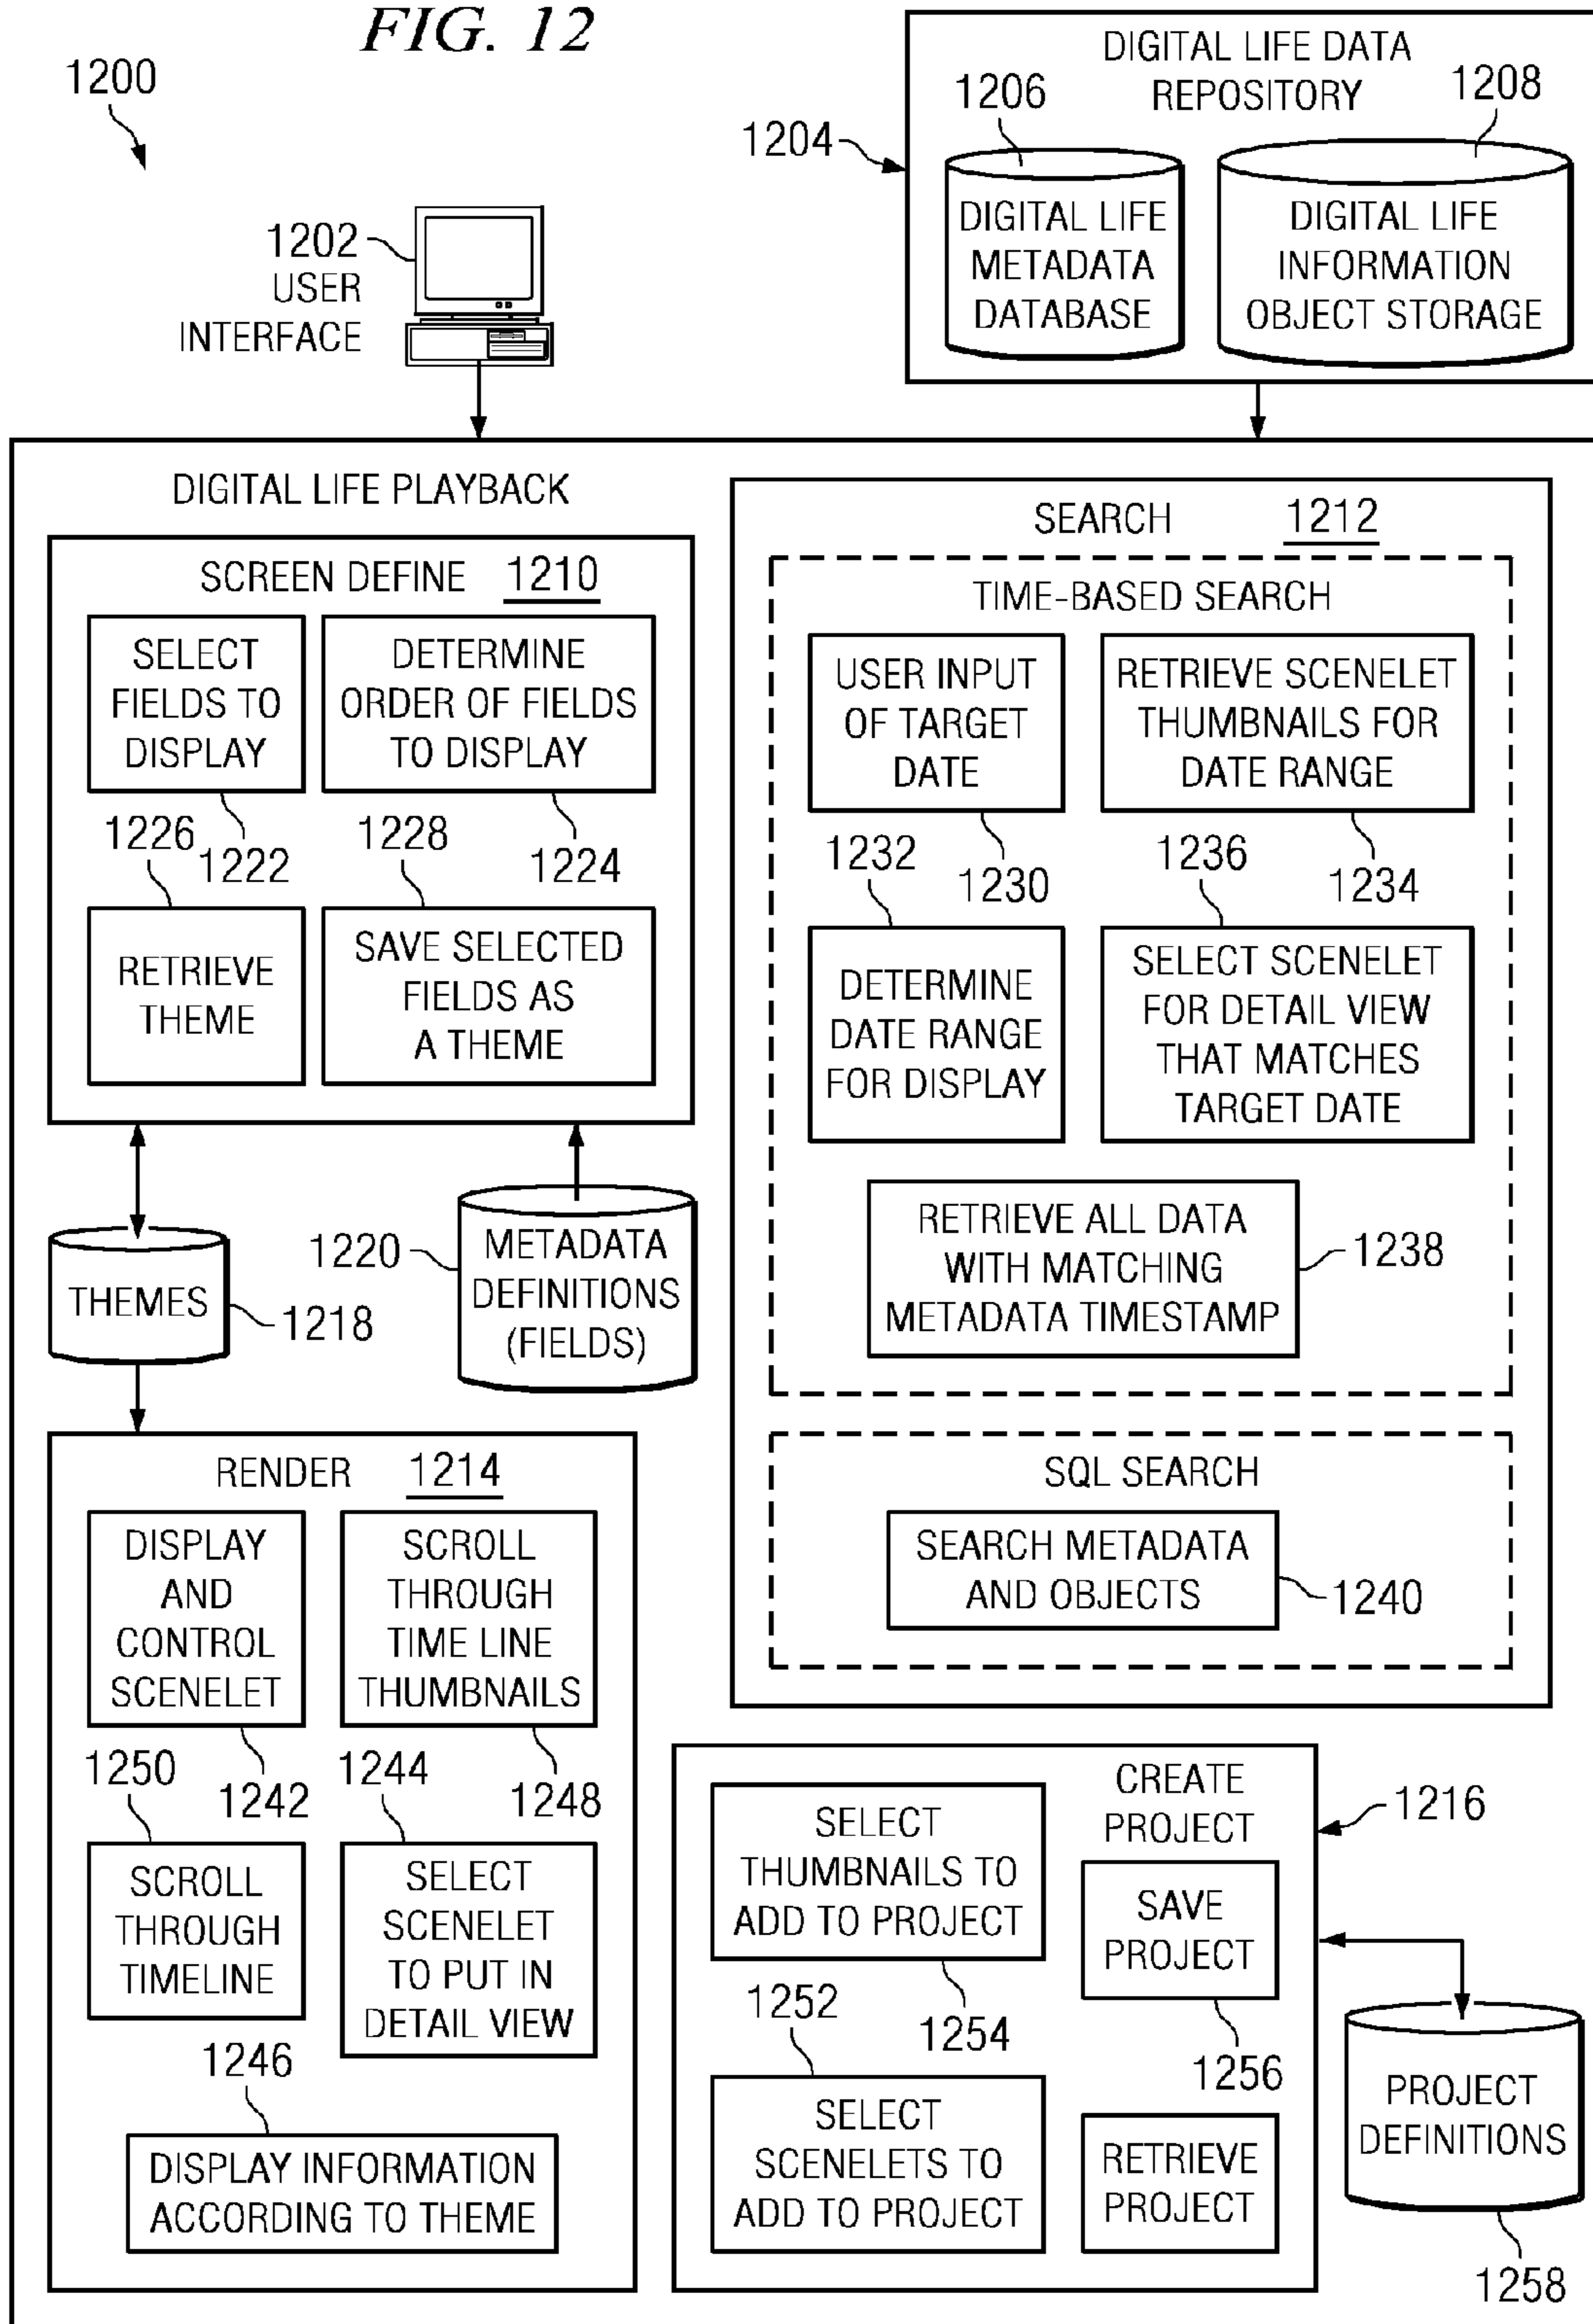 FIG. 12
1200
DIGITAL LIFE DATA
REPOSITORY
1206
1208
1204
DIGITAL LIFE
METADATA
DATABASE
DIGITAL LIFE
INFORMATION
OBJECT STORAGE
1202
USER
INTERFACE
DIGITAL LIFE PLAYBACK
SCREEN DEFINE 1210
SELECT
FIELDS TO
DISPLAY
DETERMINE
ORDER OF FIELDS
TO DISPLAY
1226
1222
1228
1224
RETRIEVE
THEME
SAVE SELECTED
FIELDS AS
A THEME
THEMES
1218
1220
METADATA
DEFINITIONS
(FIELDS)
SEARCH 1212
TIME-BASED SEARCH
USER INPUT
OF TARGET
DATE
RETRIEVE SCENELET
THUMBNAILS FOR
DATE RANGE
1232
1230
1236
1234
DETERMINE
DATE RANGE
FOR DISPLAY
SELECT SCENELET
FOR DETAIL VIEW
THAT MATCHES
TARGET DATE
RETRIEVE ALL DATA
WITH MATCHING
METADATA TIMESTAMP
1238
SQL SEARCH
SEARCH METADATA
AND OBJECTS
1240
RENDER 1214
DISPLAY
AND
CONTROL
SCENELET
SCROLL
THROUGH
TIME LINE
THUMBNAILS
1250
1242
1244
1248
SCROLL
THROUGH
TIMELINE
SELECT
SCENELET
TO PUT IN
DETAIL VIEW
1246
DISPLAY INFORMATION
ACCORDING TO THEME
CREATE
PROJECT
1216
SELECT
THUMBNAILS TO
ADD TO PROJECT
SAVE
PROJECT
1252
1254
1256
SELECT
SCENELETS TO
ADD TO PROJECT
RETRIEVE
PROJECT
PROJECT
DEFINITIONS
1258